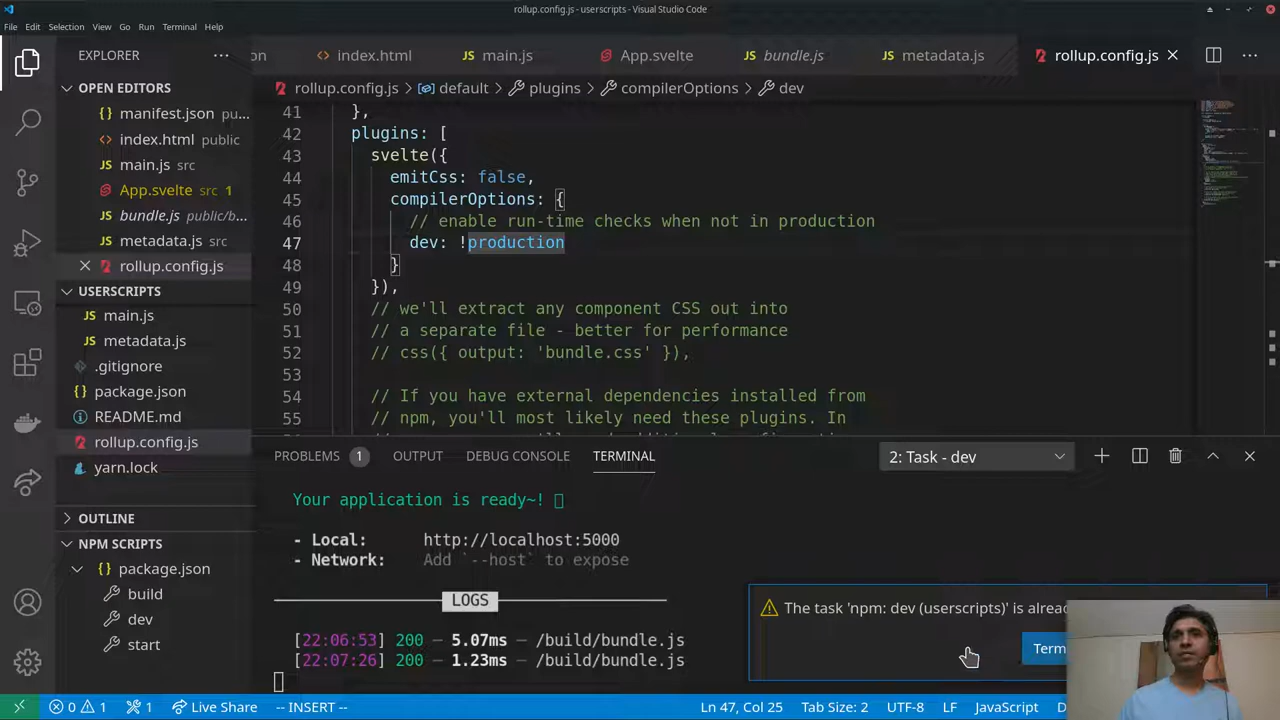 rollup.config.js - userscripts - Visual Studio Code
File Edit Selection View Go Run Terminal Help
EXPLORER
on index.html main.js App.svelte bundle.js metadata.js rollup.config.js
rollup.config.js > default > plugins > compilerOptions > dev
OPEN EDITORS
manifest.json pu...
index.html public
main.js src
App.svelte src 1
bundle.js public/b...
metadata.js src
rollup.config.js
USERSCRIPTS
main.js
metadata.js
.gitignore
package.json
README.md
rollup.config.js
yarn.lock
OUTLINE
NPM SCRIPTS
package.json
build
dev
start
41 },
42 plugins: [
43 svelte({
44 emitCss: false,
45 compilerOptions: {
46 // enable run-time checks when not in production
47 dev: !production
48 }
49 }),
50 // we'll extract any component CSS out into
51 // a separate file - better for performance
52 // css({ output: 'bundle.css' }),
53
54 // If you have external dependencies installed from
55 // npm, you'll most likely need these plugins. In
PROBLEMS 1 OUTPUT DEBUG CONSOLE TERMINAL 2: Task - dev
Your application is ready~!
- Local: http://localhost:5000
- Network: Add `--host` to expose
LOGS
[22:06:53] 200 — 5.07ms — /build/bundle.js
[22:07:26] 200 — 1.23ms — /build/bundle.js
The task 'npm: dev (userscripts)' is alrea
Term
0 1 1 Live Share -- INSERT -- Ln 47, Col 25 Tab Size: 2 UTF-8 LF JavaScript